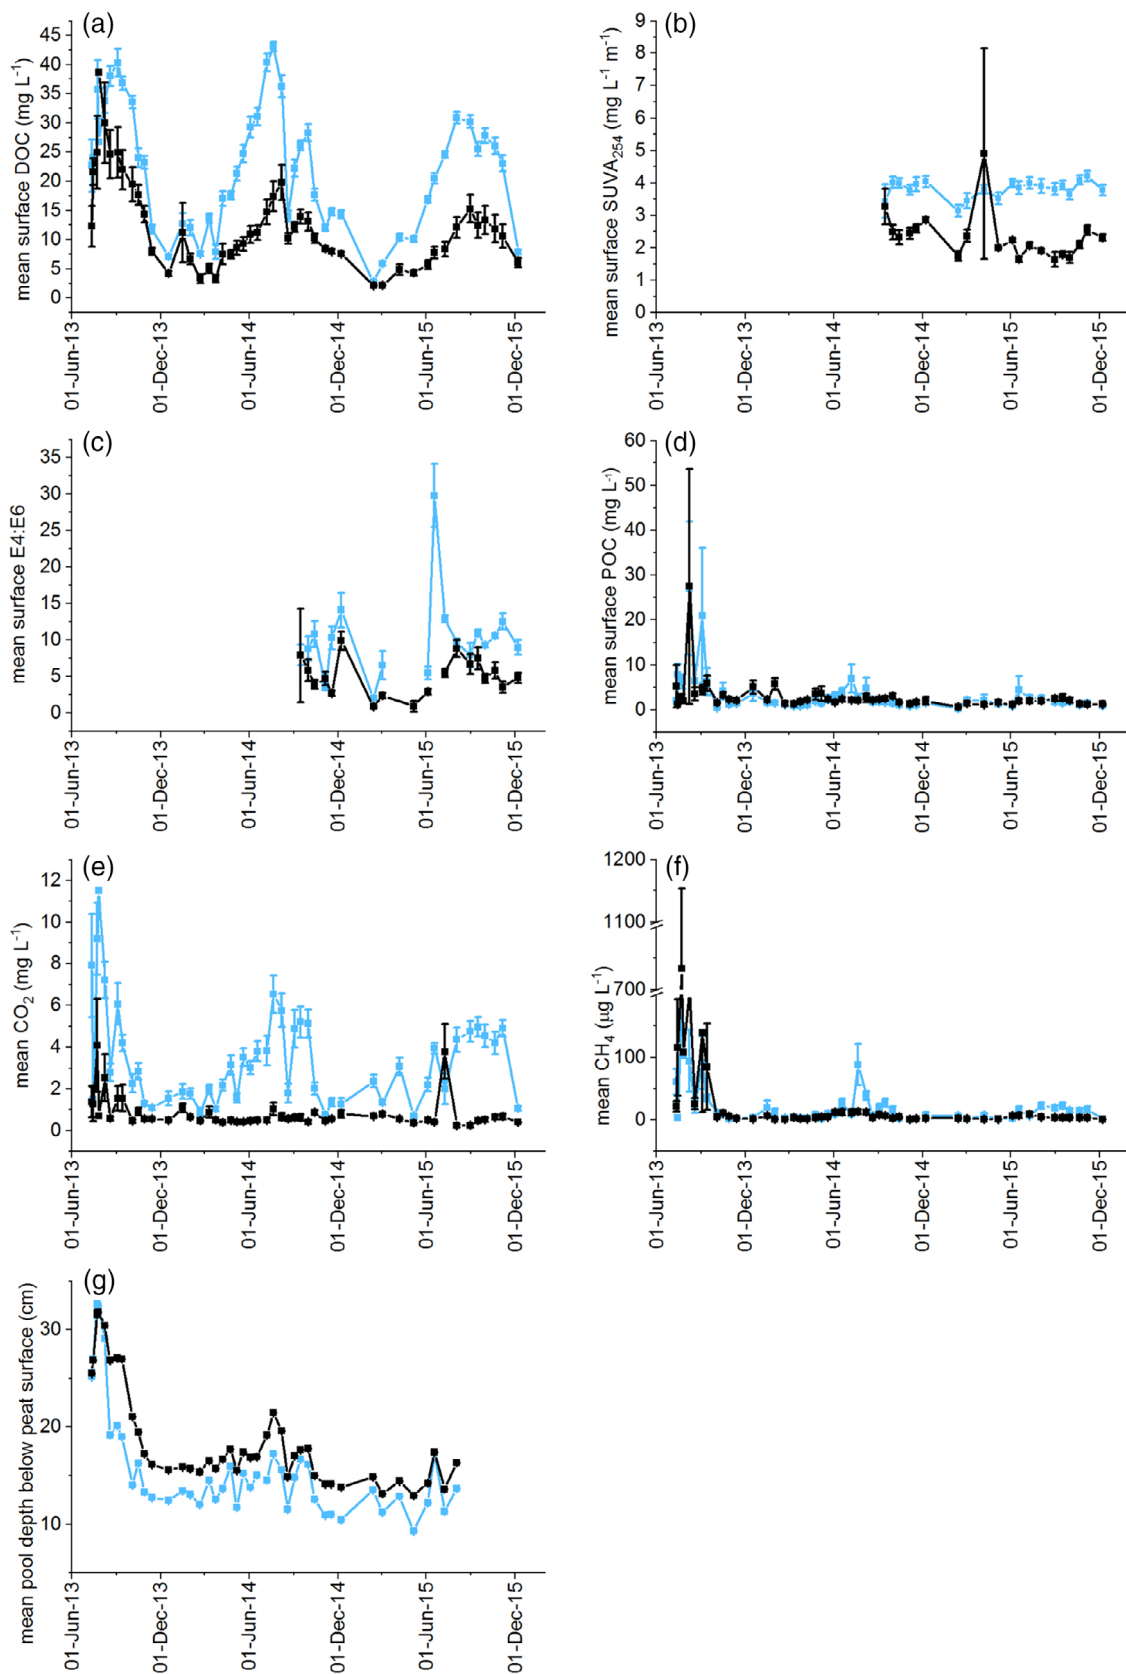 (a)
mean surface DOC (mg L⁻¹)
45
40
35
30
25
20
15
10
5
0
01-Jun-13
01-Dec-13
01-Jun-14
01-Dec-14
01-Jun-15
01-Dec-15
(b)
mean surface SUVA₂₅₄ (mg L⁻¹ m⁻¹)
9
8
7
6
5
4
3
2
1
0
01-Jun-13
01-Dec-13
01-Jun-14
01-Dec-14
01-Jun-15
01-Dec-15
(c)
mean surface E4:E6
35
30
25
20
15
10
5
0
01-Jun-13
01-Dec-13
01-Jun-14
01-Dec-14
01-Jun-15
01-Dec-15
(d)
mean surface POC (mg L⁻¹)
60
50
40
30
20
10
0
01-Jun-13
01-Dec-13
01-Jun-14
01-Dec-14
01-Jun-15
01-Dec-15
(e)
mean CO₂ (mg L⁻¹)
12
10
8
6
4
2
0
01-Jun-13
01-Dec-13
01-Jun-14
01-Dec-14
01-Jun-15
01-Dec-15
(f)
mean CH₄ (µg L⁻¹)
1200
1100
700
100
0
01-Jun-13
01-Dec-13
01-Jun-14
01-Dec-14
01-Jun-15
01-Dec-15
(g)
mean pool depth below peat surface (cm)
30
20
10
01-Jun-13
01-Dec-13
01-Jun-14
01-Dec-14
01-Jun-15
01-Dec-15